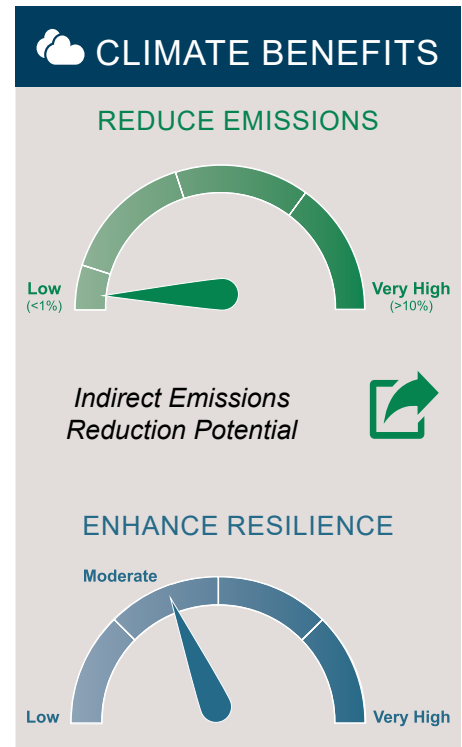 CLIMATE BENEFITS
REDUCE EMISSIONS
Low
(<1%)
Very High
(>10%)
Indirect Emissions
Reduction Potential
ENHANCE RESILIENCE
Moderate
Low
Very High